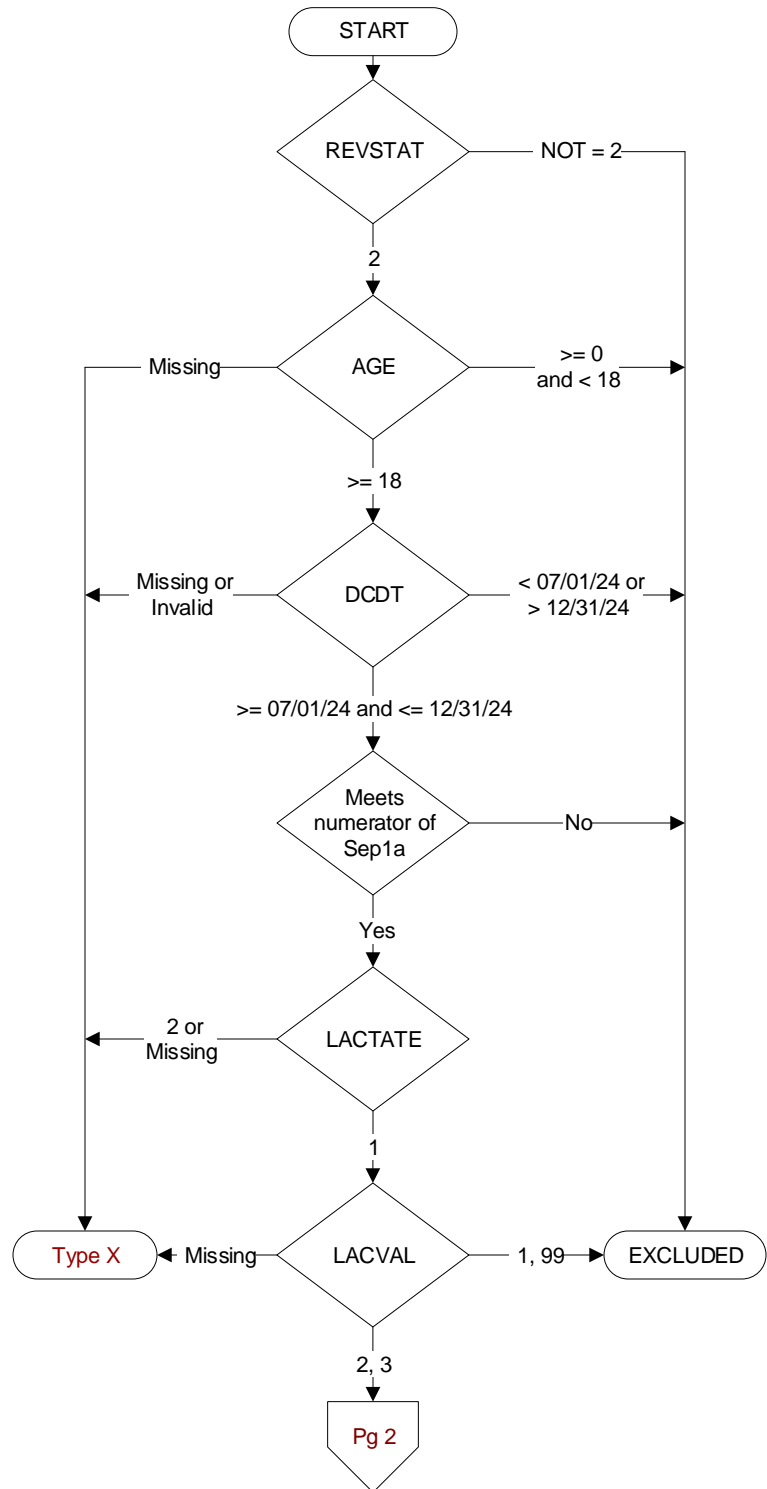 START
REVSTAT
NOT = 2
2
Missing
AGE
>= 0
and < 18
>= 18
Missing or
Invalid
DCDT
< 07/01/24 or
> 12/31/24
>= 07/01/24 and <= 12/31/24
Meets
numerator of
Sep1a
No
Yes
2 or
Missing
LACTATE
1
Type X
Missing
LACVAL
1, 99
EXCLUDED
2, 3
Pg 2